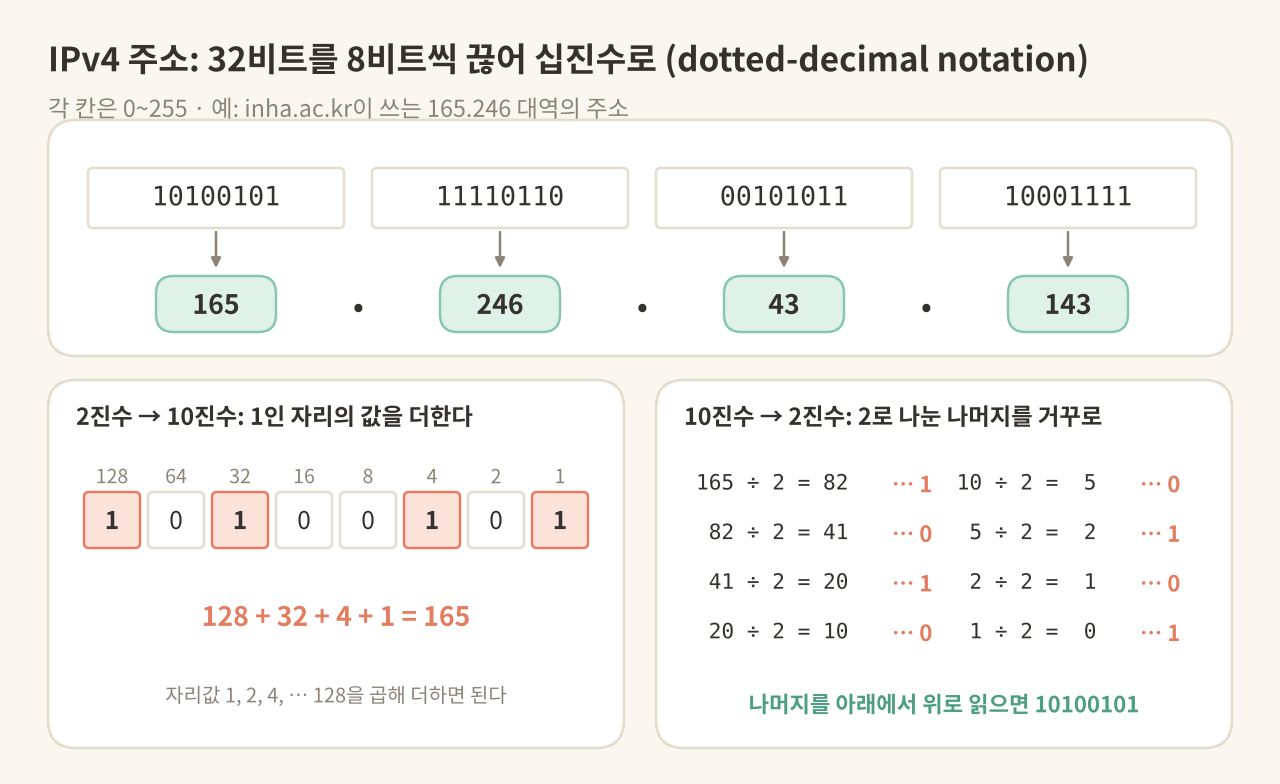 IPv4 주소: 32비트를 8비트씩 끊어 십진수로 (dotted-decimal notation)
각 칸은 0~255 · 예: inha.ac.kr이 쓰는 165.246 대역의 주소
10100101 11110110 00101011 10001111
165 . 246 . 43 . 143
2진수 → 10진수: 1인 자리의 값을 더한다
128 64 32 16 8 4 2 1
1 0 1 0 0 1 0 1
128 + 32 + 4 + 1 = 165
자리값 1, 2, 4, ⋯ 128을 곱해 더하면 된다
10진수 → 2진수: 2로 나눈 나머지를 거꾸로
165 ÷ 2 = 82 ⋯ 1 10 ÷ 2 = 5 ⋯ 0
82 ÷ 2 = 41 ⋯ 0 5 ÷ 2 = 2 ⋯ 1
41 ÷ 2 = 20 ⋯ 1 2 ÷ 2 = 1 ⋯ 0
20 ÷ 2 = 10 ⋯ 0 1 ÷ 2 = 0 ⋯ 1
나머지를 아래에서 위로 읽으면 10100101